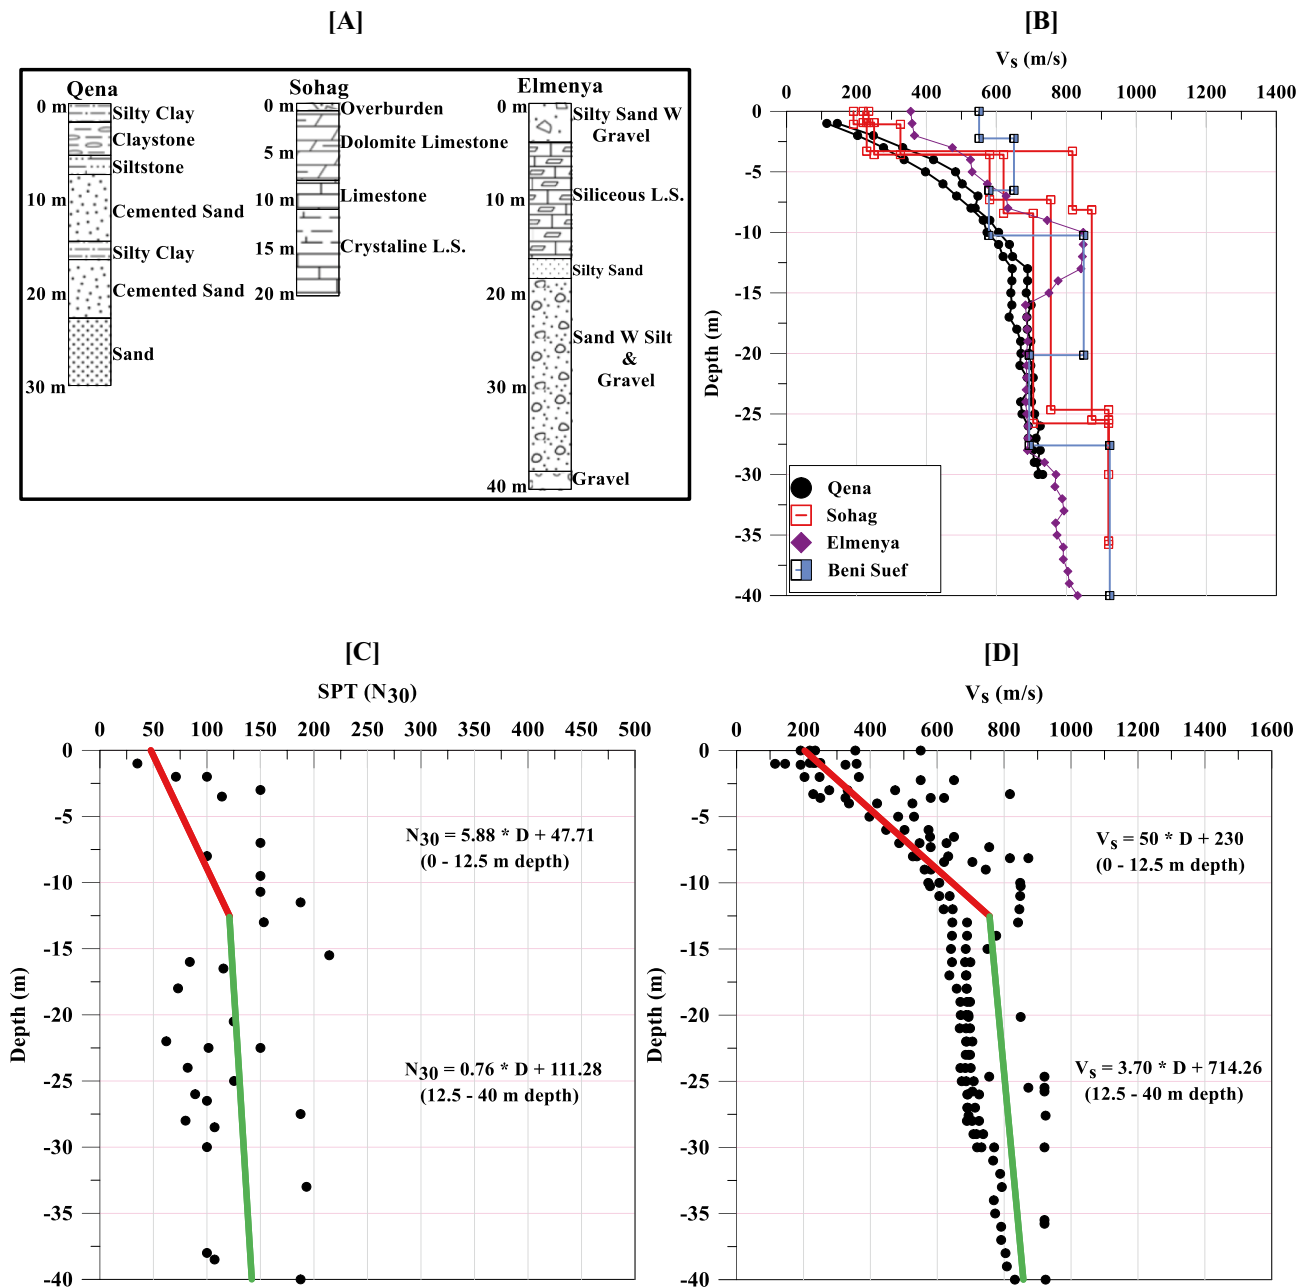 [A]
Qena
Sohag
Elmenya
0 m
10 m
20 m
30 m
Silty Clay
Claystone
Siltstone
Cemented Sand
Silty Clay
Cemented Sand
Sand
0 m
5 m
10 m
15 m
20 m
Overburden
Dolomite Limestone
Limestone
Crystaline L.S.
0 m
10 m
20 m
30 m
40 m
Silty Sand W
Gravel
Siliceous L.S.
Silty Sand
Sand W Silt
&
Gravel
Gravel
[B]
Vs (m/s)
0 200 400 600 800 1000 1200 1400
0
-5
-10
-15
-20
-25
-30
-35
-40
Depth (m)
Qena
Sohag
Elmenya
Beni Suef
[C]
SPT (N30)
0 50 100 150 200 250 300 350 400 450 500
0
-5
-10
-15
-20
-25
-30
-35
-40
Depth (m)
N30 = 5.88 * D + 47.71
(0 - 12.5 m depth)
N30 = 0.76 * D + 111.28
(12.5 - 40 m depth)
[D]
Vs (m/s)
0 200 400 600 800 1000 1200 1400 1600
0
-5
-10
-15
-20
-25
-30
-35
-40
Depth (m)
Vs = 50 * D + 230
(0 - 12.5 m depth)
Vs = 3.70 * D + 714.26
(12.5 - 40 m depth)